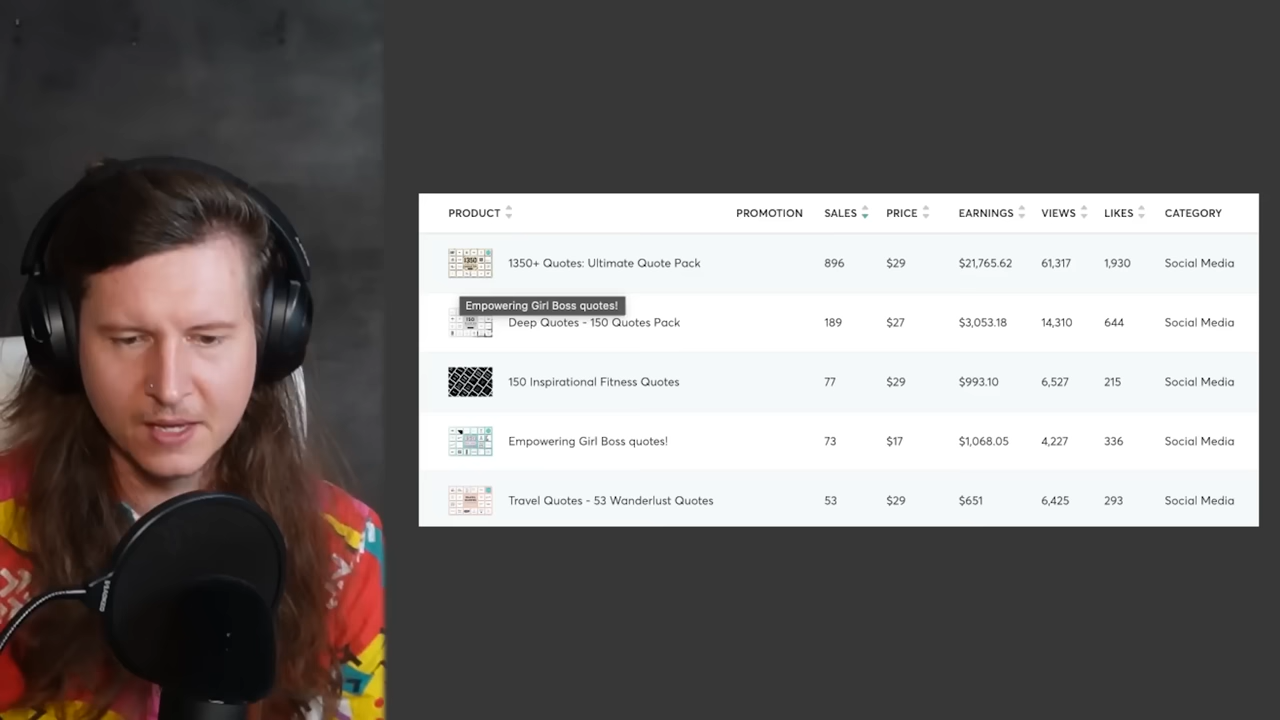 PRODUCT PROMOTION SALES PRICE EARNINGS VIEWS LIKES CATEGORY
1350+ Quotes: Ultimate Quote Pack 896 $29 $21,765.62 61,317 1,930 Social Media
Empowering Girl Boss quotes!
Deep Quotes - 150 Quotes Pack 189 $27 $3,053.18 14,310 644 Social Media
150 Inspirational Fitness Quotes 77 $29 $993.10 6,527 215 Social Media
Empowering Girl Boss quotes! 73 $17 $1,068.05 4,227 336 Social Media
Travel Quotes - 53 Wanderlust Quotes 53 $29 $651 6,425 293 Social Media